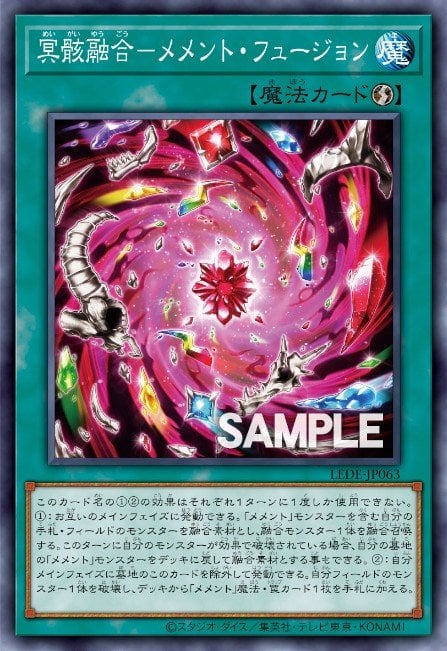 めい がい ゆう ごう
冥骸融合－メメント・フュージョン 魔
ま ほう
【魔法カード】
SAMPLE
LEDE-JP063
このカード名の①②の効果はそれぞれ1ターンに1度しか使用できない。
①：お互いのメインフェイズに発動できる。「メメント」モンスターを含む自分の
手札・フィールドのモンスターを融合素材とし、融合モンスター1体を融合召喚
する。このターンに自分のモンスターが効果で破壊されている場合、自分の墓地
の「メメント」モンスターをデッキに戻して融合素材とする事もできる。②：自分
メインフェイズに墓地のこのカードを除外して発動できる。自分フィールドのモン
スター1体を破壊し、デッキから「メメント」魔法・罠カード1枚を手札に加える。
©スタジオ・ダイス／集英社・テレビ東京・KONAMI